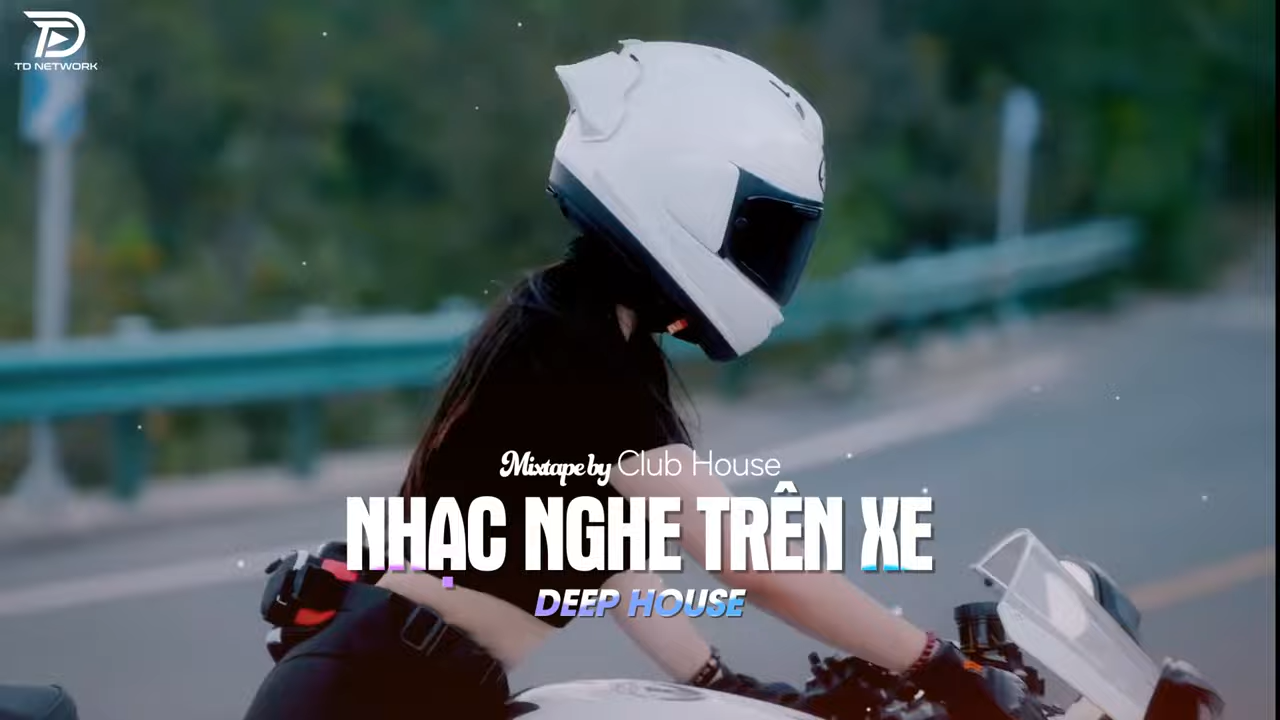 TD NETWORK
Mixtape by Club House
NHẠC NGHE TRÊN XE
DEEP HOUSE